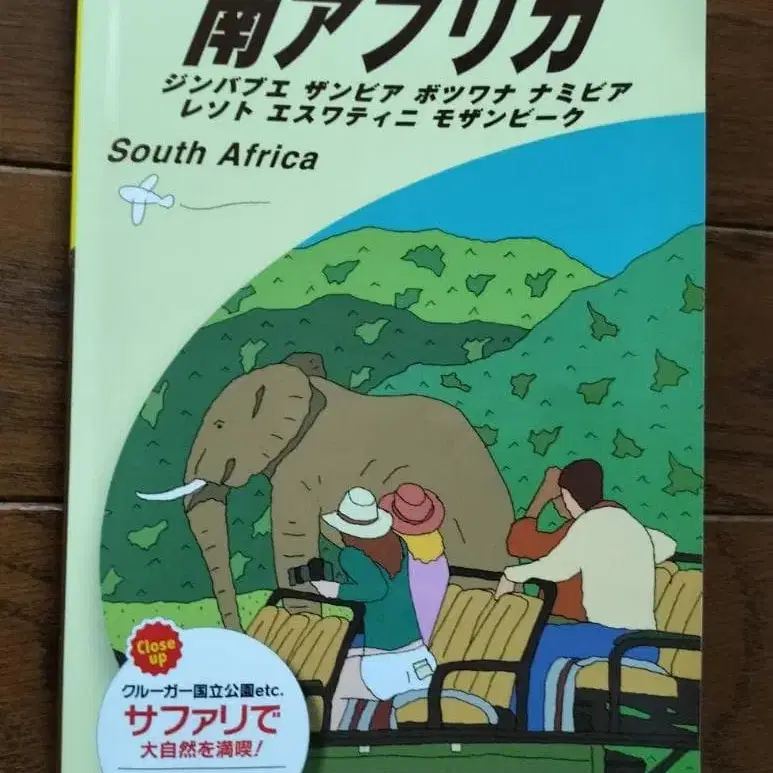 南アフリカ
ジンバブエ ザンビア ボツワナ ナミビア
レソト エスワティニ モザンビーク
South Africa
Close up
クルーガー国立公園etc.
サファリで
大自然を満喫!